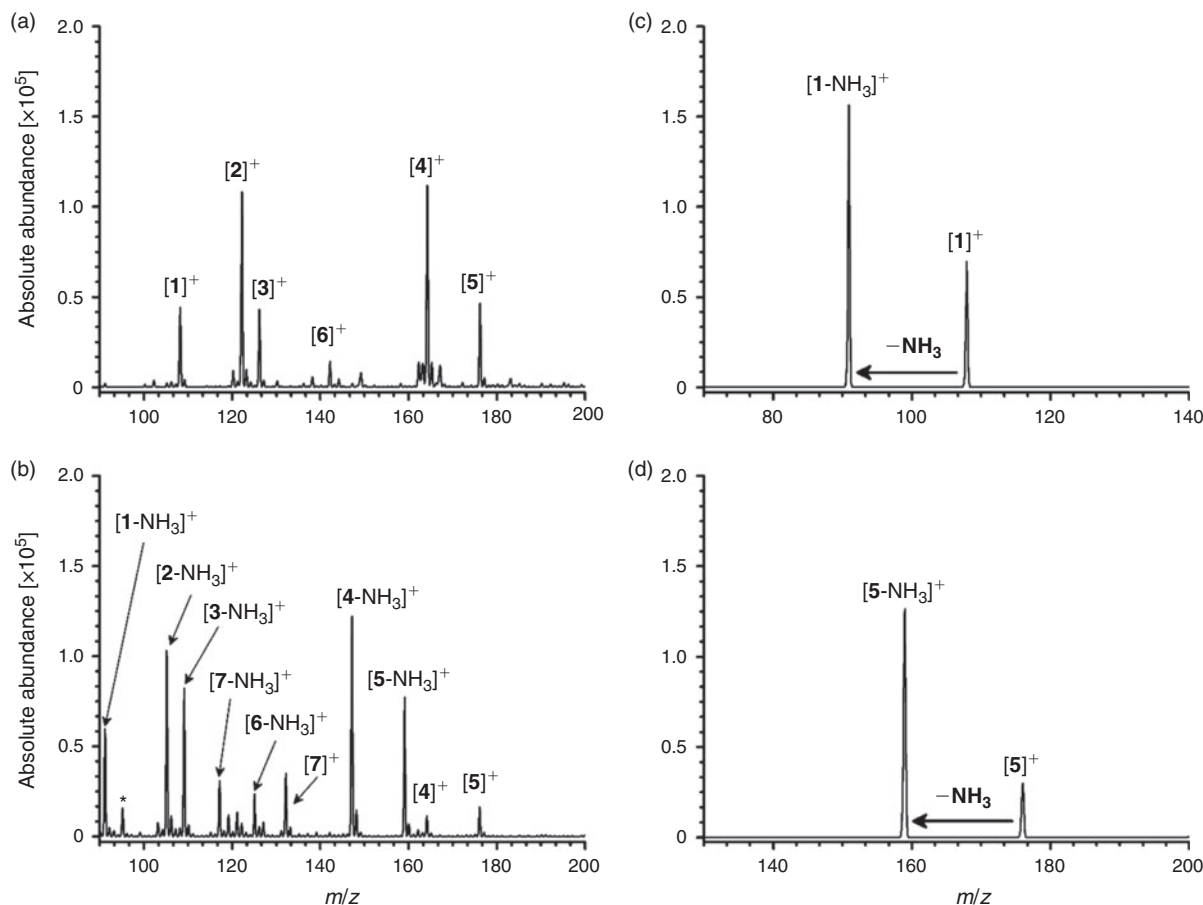 (a)
Absolute abundance [×10⁵]
2.0
1.5
1.0
0.5
0
[1]⁺
[2]⁺
[3]⁺
[6]⁺
[4]⁺
[5]⁺
100 120 140 160 180 200
(b)
Absolute abundance [×10⁵]
2.0
1.5
1.0
0.5
0
[1-NH₃]⁺
[2-NH₃]⁺
[3-NH₃]⁺
[7-NH₃]⁺
[6-NH₃]⁺
[7]⁺
[4-NH₃]⁺
[5-NH₃]⁺
[4]⁺
[5]⁺
*
100 120 140 160 180 200
m/z
(c)
2.0
1.5
1.0
0.5
0
[1-NH₃]⁺
[1]⁺
−NH₃
80 100 120 140
(d)
2.0
1.5
1.0
0.5
0
[5-NH₃]⁺
[5]⁺
−NH₃
140 160 180 200
m/z